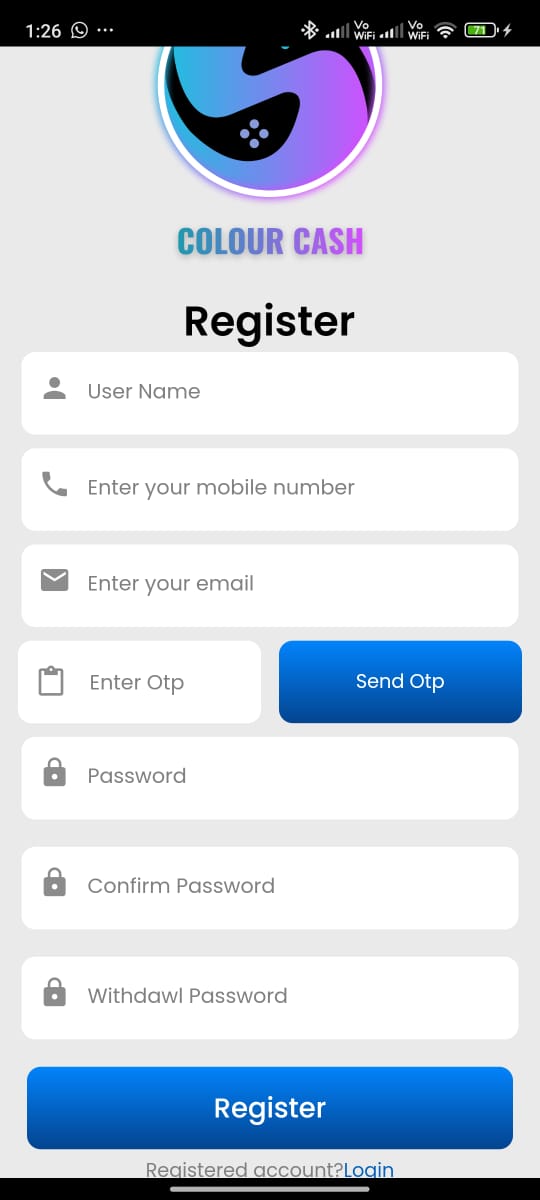 1:26 ... Vo WiFi Vo WiFi 71
COLOUR CASH
Register
User Name
Enter your mobile number
Enter your email
Enter Otp Send Otp
Password
Confirm Password
Withdawl Password
Register
Registered account?Login